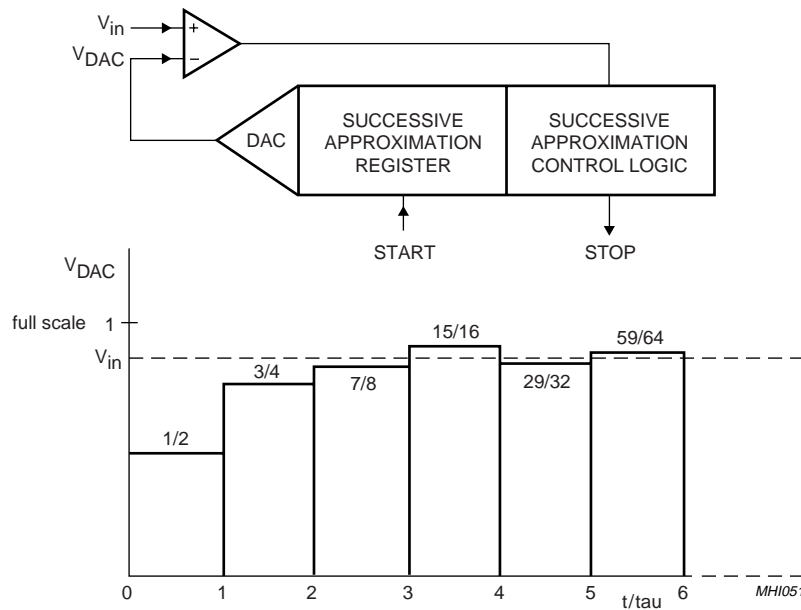 Vin
VDAC
+
−
DAC
SUCCESSIVE
APPROXIMATION
REGISTER
SUCCESSIVE
APPROXIMATION
CONTROL LOGIC
START
STOP
VDAC
full scale 1
Vin
1/2
3/4
7/8
15/16
29/32
59/64
0 1 2 3 4 5 6
t/tau
MHI051